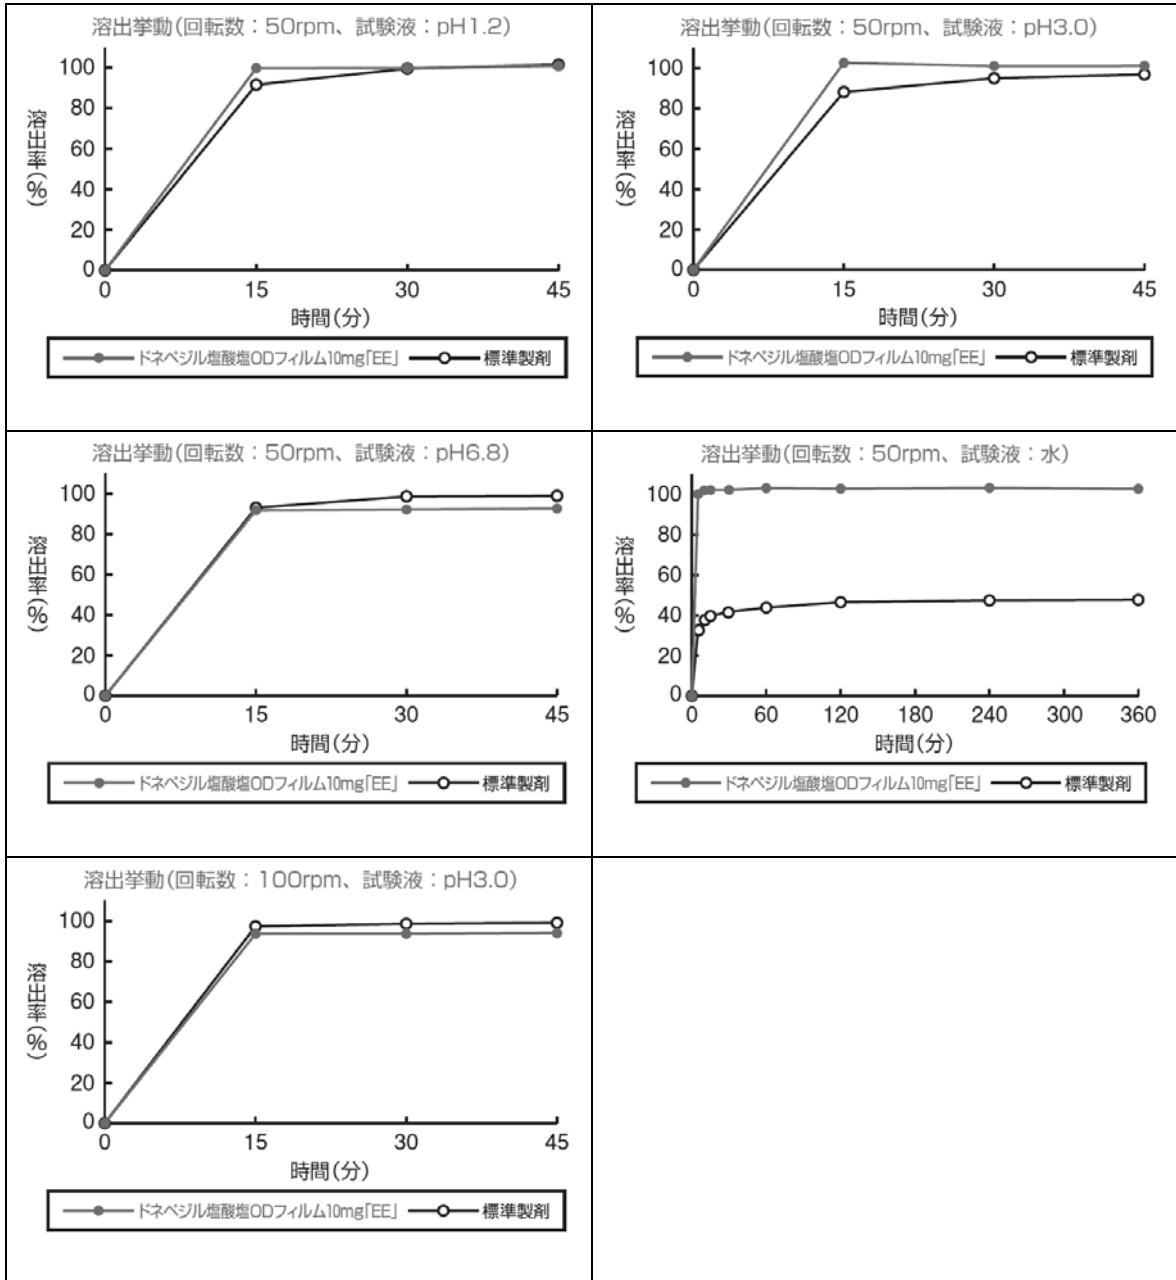 溶出挙動(回転数：50rpm、試験液：pH1.2)
溶出率(%)
100
80
60
40
20
0
0 15 30 45
時間(分)
ドネペジル塩酸塩ODフィルム10mg「EE」 標準製剤
溶出挙動(回転数：50rpm、試験液：pH3.0)
溶出率(%)
100
80
60
40
20
0
0 15 30 45
時間(分)
ドネペジル塩酸塩ODフィルム10mg「EE」 標準製剤
溶出挙動(回転数：50rpm、試験液：pH6.8)
溶出率(%)
100
80
60
40
20
0
0 15 30 45
時間(分)
ドネペジル塩酸塩ODフィルム10mg「EE」 標準製剤
溶出挙動(回転数：50rpm、試験液：水)
溶出率(%)
100
80
60
40
20
0
0 60 120 180 240 300 360
時間(分)
ドネペジル塩酸塩ODフィルム10mg「EE」 標準製剤
溶出挙動(回転数：100rpm、試験液：pH3.0)
溶出率(%)
100
80
60
40
20
0
0 15 30 45
時間(分)
ドネペジル塩酸塩ODフィルム10mg「EE」 標準製剤